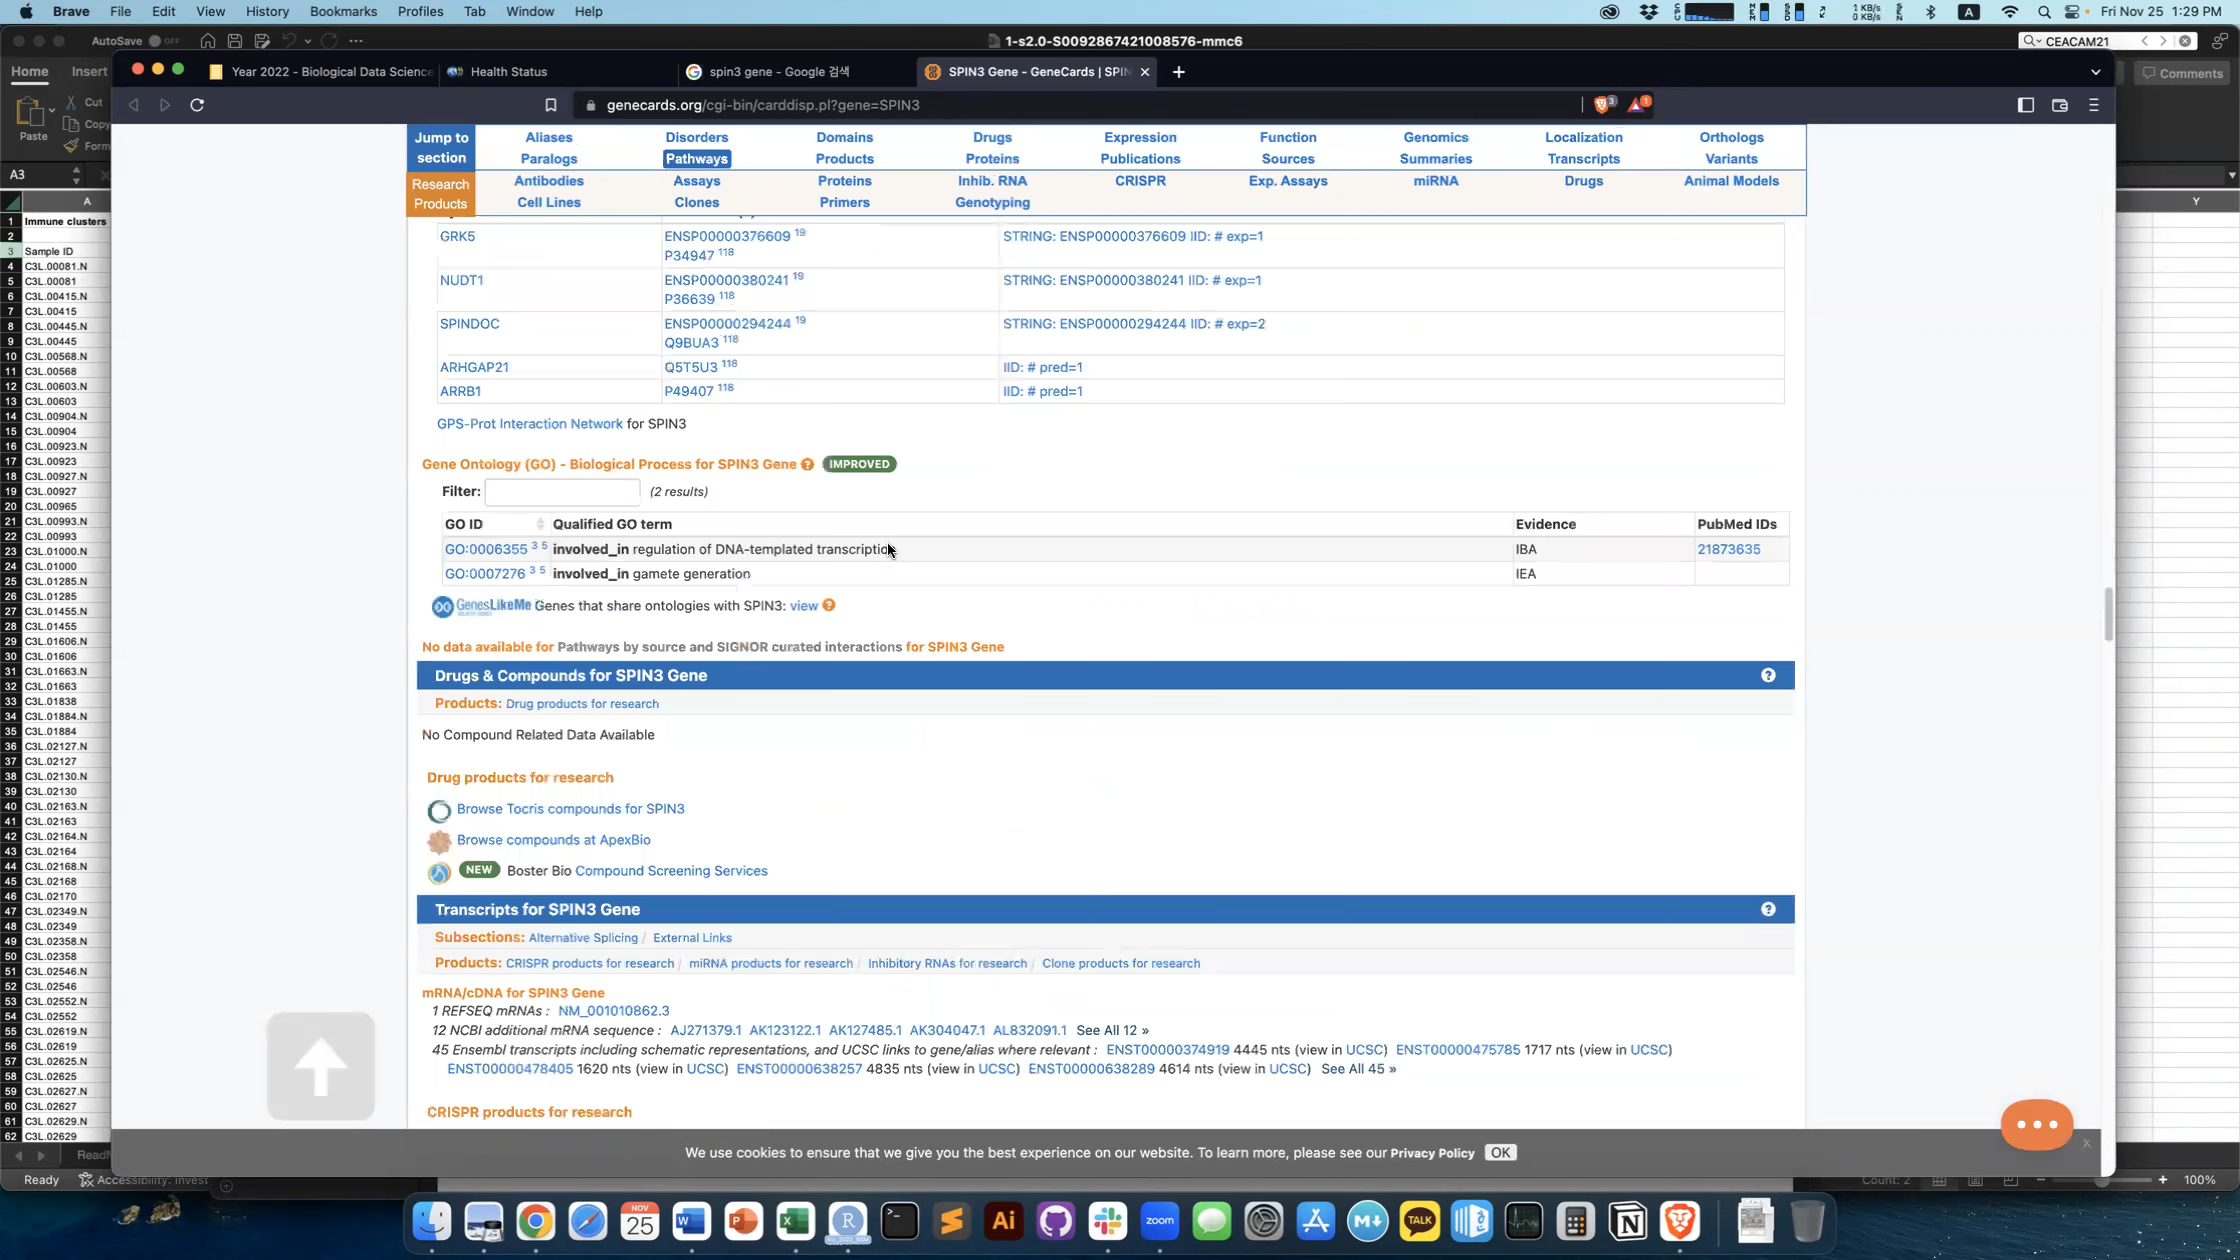 Brave File Edit View History Bookmarks Profiles Tab Window Help
1 KB/s
0 KB/s
A
Fri Nov 25 1:29 PM
AutoSave OFF
1-s2.0-S0092867421008576-mmc6
CEACAM21
Home Insert
Comments
Year 2022 - Biological Data Science
Health Status
spin3 gene - Google 검색
SPIN3 Gene - GeneCards | SPIN
genecards.org/cgi-bin/carddisp.pl?gene=SPIN3
3
1
Paste
Cut
Copy
Form
A3
A
Y
Jump to section
Aliases Disorders Domains Drugs Expression Function Genomics Localization Orthologs
Paralogs Pathways Products Proteins Publications Sources Summaries Transcripts Variants
Research Products
Antibodies Assays Proteins Inhib. RNA CRISPR Exp. Assays miRNA Drugs Animal Models
Cell Lines Clones Primers Genotyping
GRK5 ENSP00000376609 19 STRING: ENSP00000376609 IID: # exp=1
P34947 118
NUDT1 ENSP00000380241 19 STRING: ENSP00000380241 IID: # exp=1
P36639 118
SPINDOC ENSP00000294244 19 STRING: ENSP00000294244 IID: # exp=2
Q9BUA3 118
ARHGAP21 Q5T5U3 118 IID: # pred=1
ARRB1 P49407 118 IID: # pred=1
GPS-Prot Interaction Network for SPIN3
Gene Ontology (GO) - Biological Process for SPIN3 Gene IMPROVED
Filter: (2 results)
GO ID Qualified GO term Evidence PubMed IDs
GO:0006355 3 5 involved_in regulation of DNA-templated transcription IBA 21873635
GO:0007276 3 5 involved_in gamete generation IEA
GenesLikeMe Genes that share ontologies with SPIN3: view
No data available for Pathways by source and SIGNOR curated interactions for SPIN3 Gene
Drugs & Compounds for SPIN3 Gene
Products: Drug products for research
No Compound Related Data Available
Drug products for research
Browse Tocris compounds for SPIN3
Browse compounds at ApexBio
NEW Boster Bio Compound Screening Services
Transcripts for SPIN3 Gene
Subsections: Alternative Splicing / External Links
Products: CRISPR products for research / miRNA products for research / Inhibitory RNAs for research / Clone products for research
mRNA/cDNA for SPIN3 Gene
1 REFSEQ mRNAs : NM_001010862.3
12 NCBI additional mRNA sequence : AJ271379.1 AK123122.1 AK127485.1 AK304047.1 AL832091.1 See All 12 »
45 Ensembl transcripts including schematic representations, and UCSC links to gene/alias where relevant : ENST00000374919 4445 nts (view in UCSC) ENST00000475785 1717 nts (view in UCSC)
ENST00000478405 1620 nts (view in UCSC) ENST00000638257 4835 nts (view in UCSC) ENST00000638289 4614 nts (view in UCSC) See All 45 »
CRISPR products for research
We use cookies to ensure that we give you the best experience on our website. To learn more, please see our Privacy Policy OK
1 Immune clusters
2
3 Sample ID
4 C3L.00081.N
5 C3L.00081
6 C3L.00415.N
7 C3L.00415
8 C3L.00445.N
9 C3L.00445
10 C3L.00568.N
11 C3L.00568
12 C3L.00603.N
13 C3L.00603
14 C3L.00904.N
15 C3L.00904
16 C3L.00923.N
17 C3L.00923
18 C3L.00927.N
19 C3L.00927
20 C3L.00965
21 C3L.00993.N
22 C3L.00993
23 C3L.01000.N
24 C3L.01000
25 C3L.01285.N
26 C3L.01285
27 C3L.01455.N
28 C3L.01455
29 C3L.01606.N
30 C3L.01606
31 C3L.01663.N
32 C3L.01663
33 C3L.01838
34 C3L.01884.N
35 C3L.01884
36 C3L.02127.N
37 C3L.02127
38 C3L.02130.N
39 C3L.02130
40 C3L.02163.N
41 C3L.02163
42 C3L.02164.N
43 C3L.02164
44 C3L.02168.N
45 C3L.02168
46 C3L.02170
47 C3L.02349.N
48 C3L.02349
49 C3L.02358.N
50 C3L.02358
51 C3L.02546.N
52 C3L.02546
53 C3L.02552.N
54 C3L.02552
55 C3L.02619.N
56 C3L.02619
57 C3L.02625.N
58 C3L.02625
59 C3L.02627.N
60 C3L.02627
61 C3L.02629.N
62 C3L.02629
ReadM
Ready Accessibility: Invest
Count: 2
100%
NOV
25
W
P
X
R
Ai
zoom
TALK
N